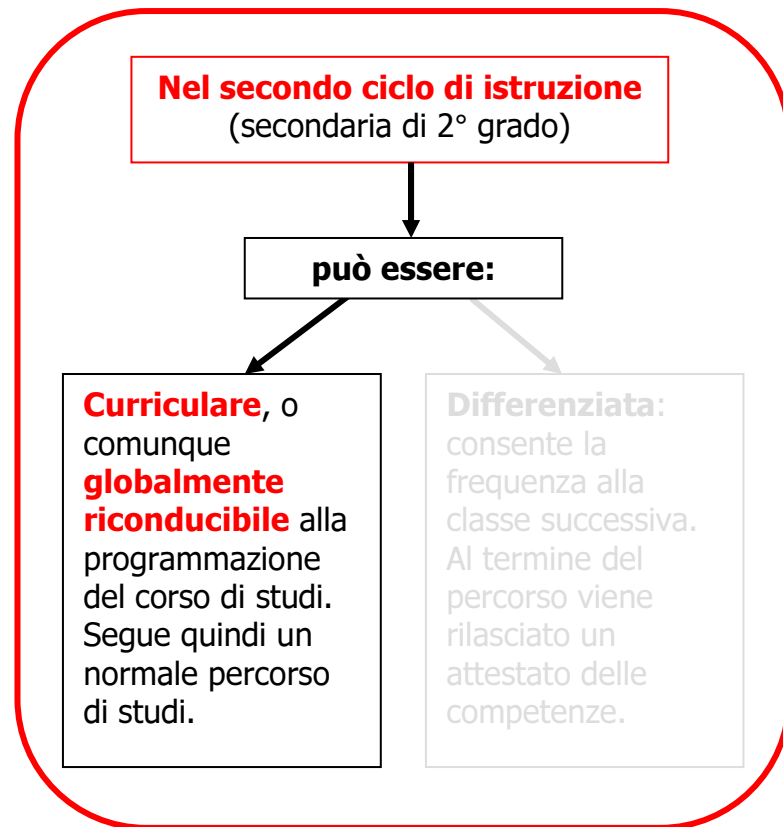 Nel secondo ciclo di istruzione
(secondaria di 2° grado)
può essere:
Curriculare, o
comunque
globalmente
riconducibile alla
programmazione
del corso di studi.
Segue quindi un
normale percorso
di studi.
Differenziata:
consente la
frequenza alla
classe successiva.
Al termine del
percorso viene
rilasciato un
attestato delle
competenze.